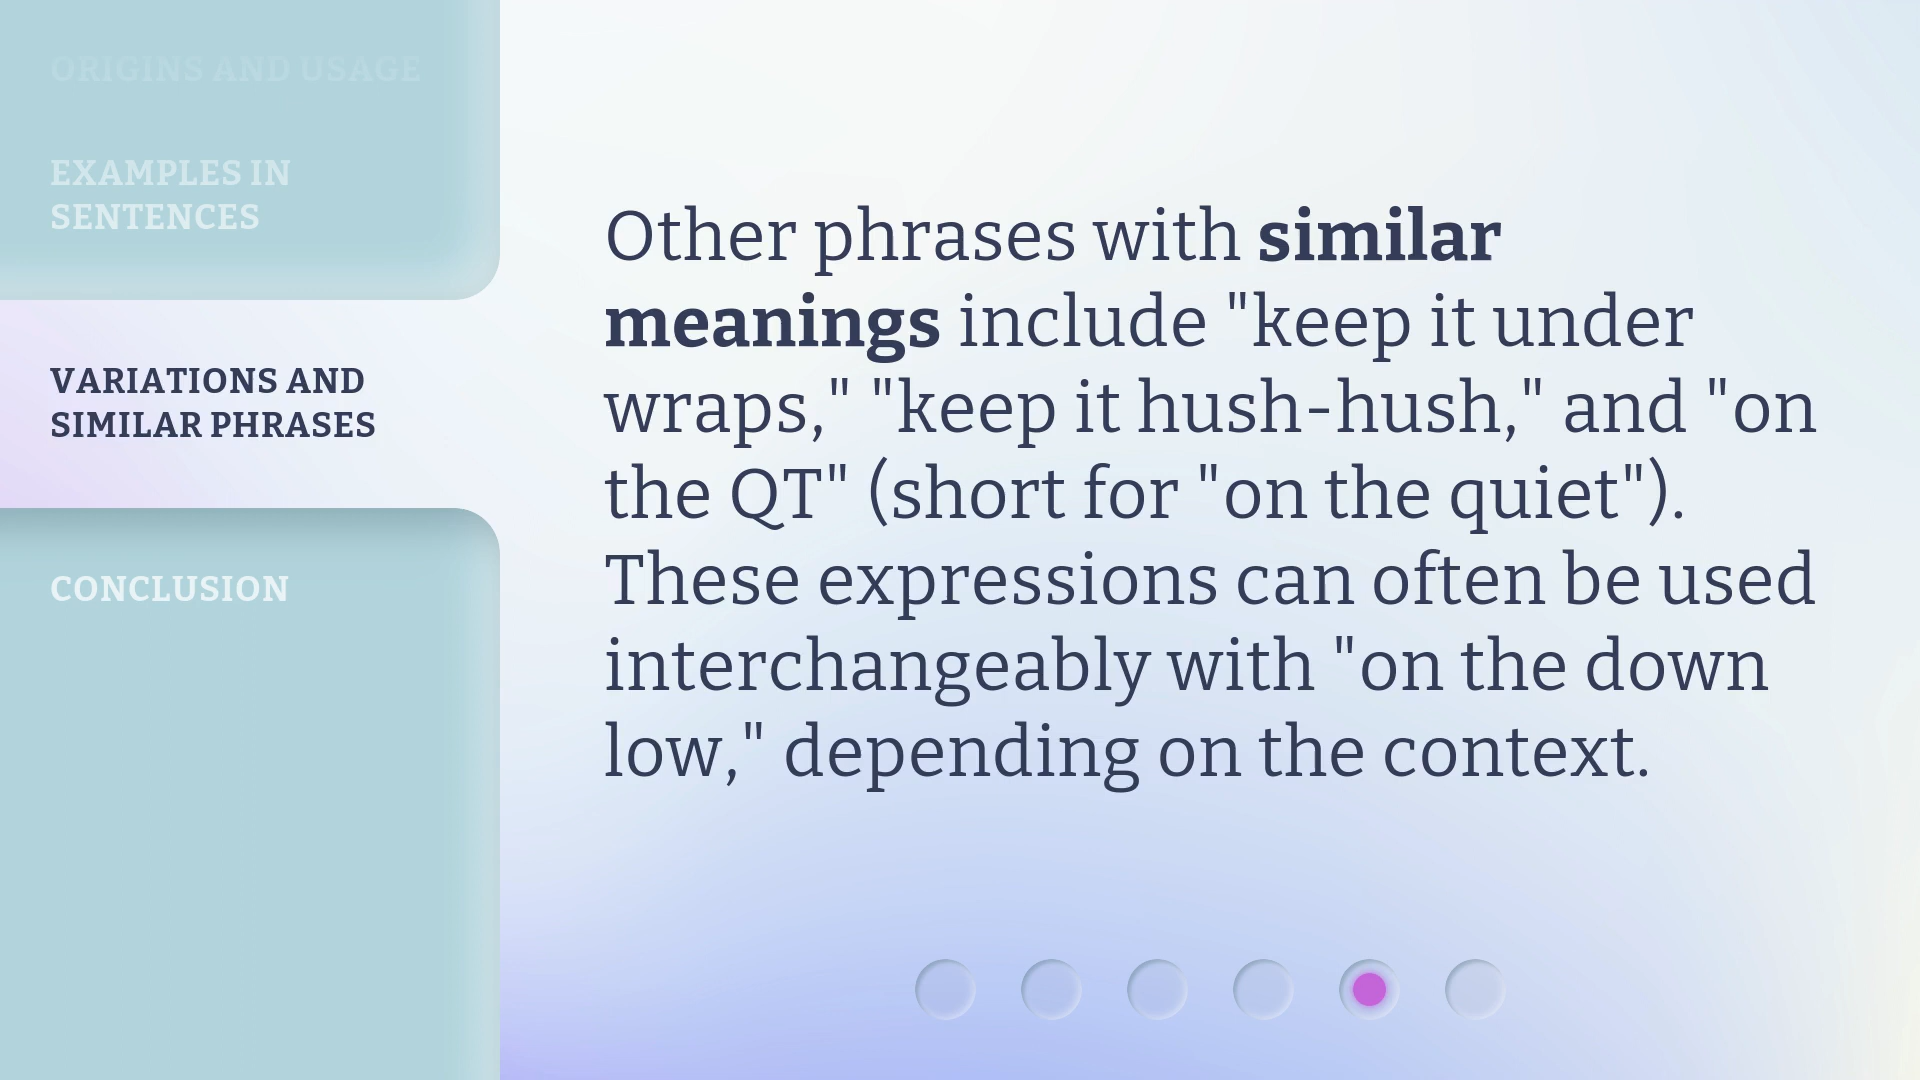 ORIGINS AND USAGE
EXAMPLES IN
SENTENCES
VARIATIONS AND
SIMILAR PHRASES
CONCLUSION
Other phrases with similar
meanings include "keep it under
wraps," "keep it hush-hush," and "on
the QT" (short for "on the quiet").
These expressions can often be used
interchangeably with "on the down
low," depending on the context.